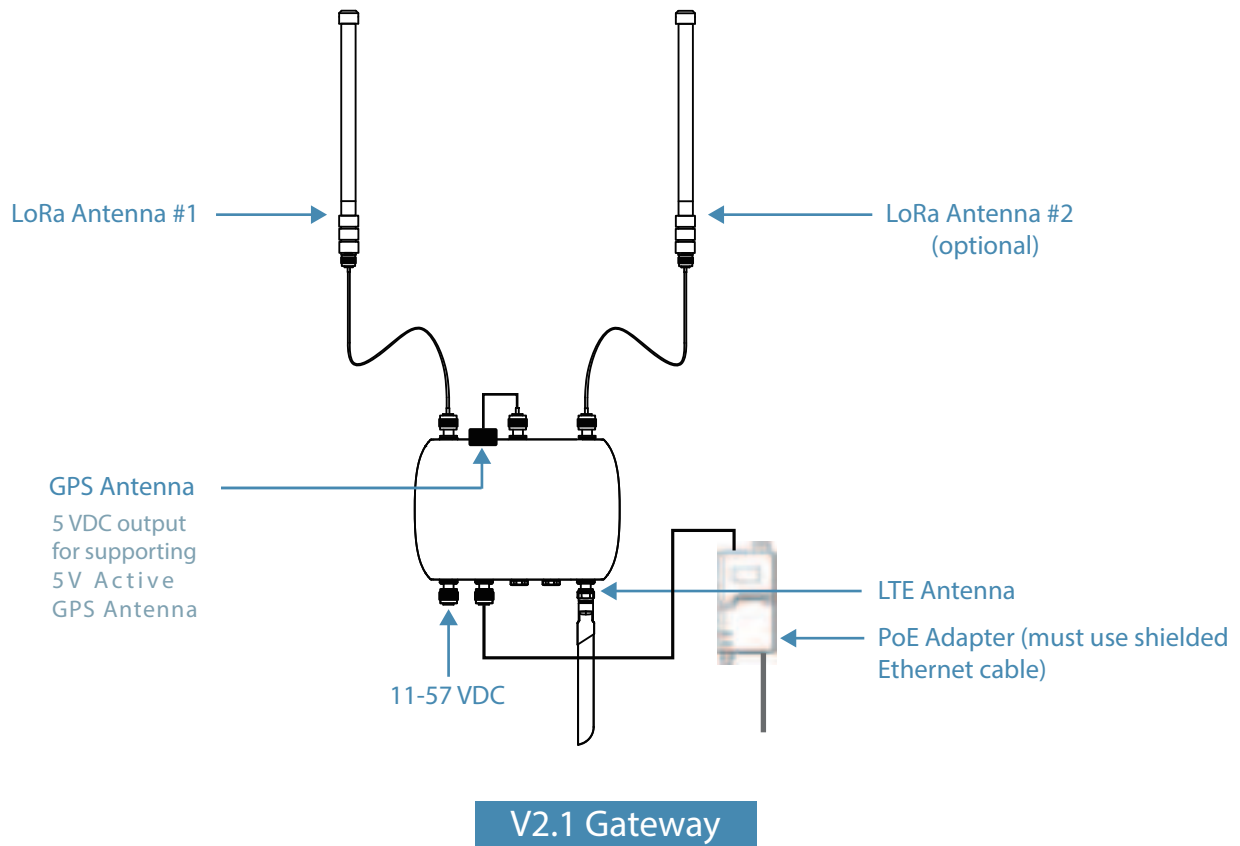 LoRa Antenna #1
LoRa Antenna #2
(optional)
GPS Antenna
5 VDC output
for supporting
5V Active
GPS Antenna
LTE Antenna
PoE Adapter (must use shielded
Ethernet cable)
11-57 VDC
V2.1 Gateway